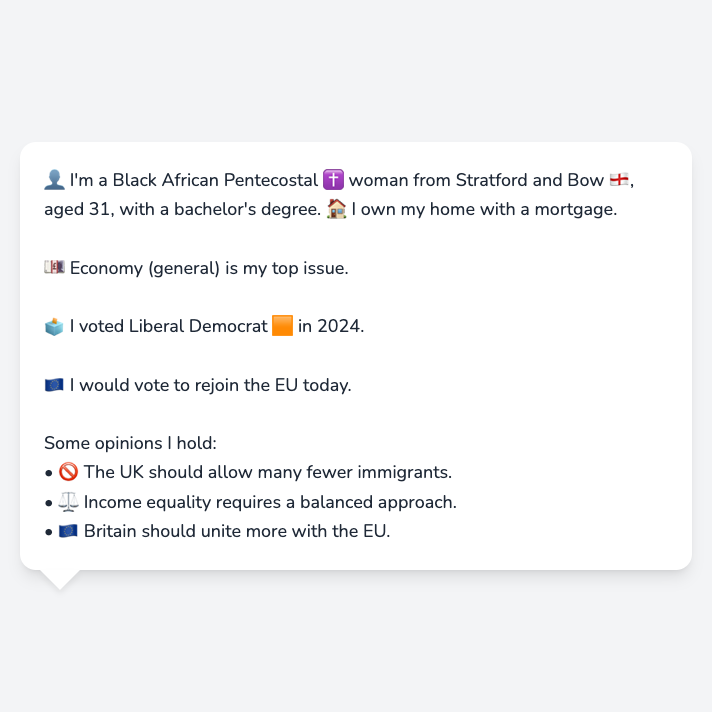 👤 I'm a Black African Pentecostal ✝️ woman from Stratford and Bow 🏴󠁧󠁢󠁥󠁮󠁧󠁿,
aged 31, with a bachelor's degree. 🏠 I own my home with a mortgage.
💷 Economy (general) is my top issue.
🗳️ I voted Liberal Democrat 🟧 in 2024.
🇪🇺 I would vote to rejoin the EU today.
Some opinions I hold:
• 🚫 The UK should allow many fewer immigrants.
• ⚖️ Income equality requires a balanced approach.
• 🇪🇺 Britain should unite more with the EU.